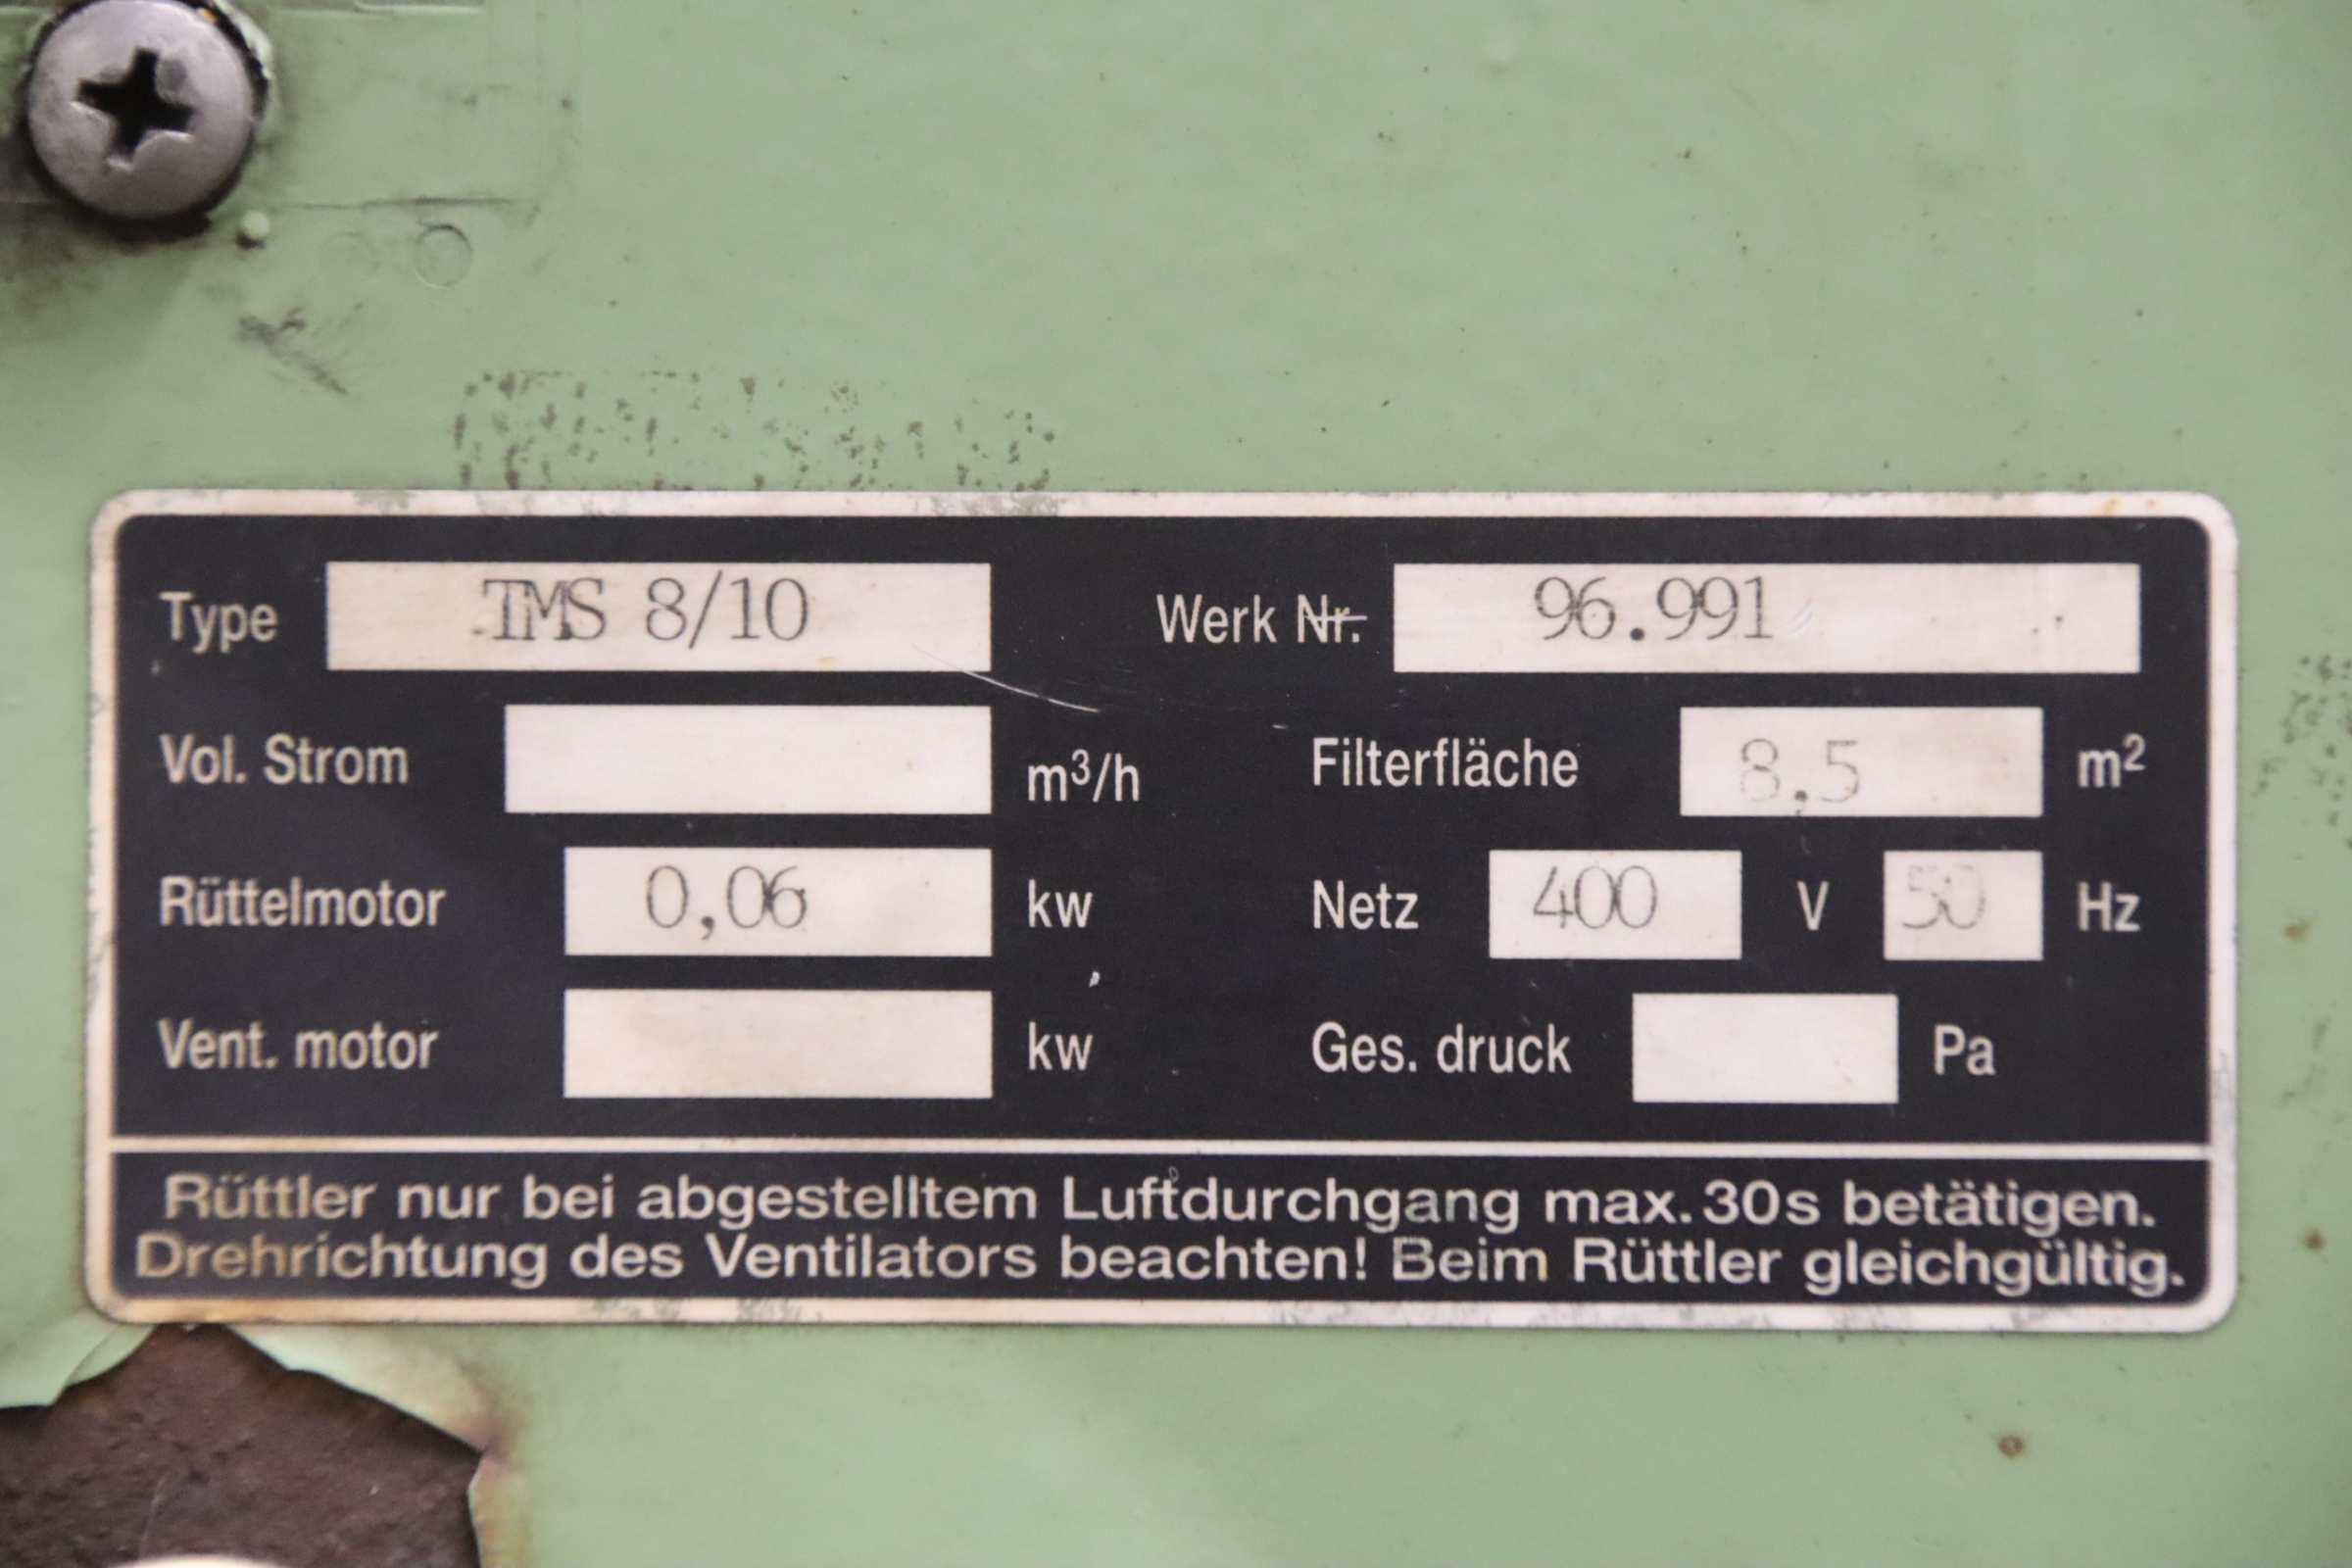 Type TMS 8/10 Werk Nr. 96.991
Vol. Strom m³/h Filterfläche 8,5 m²
Rüttelmotor 0,06 kw Netz 400 V 50 Hz
Vent. motor kw Ges. druck Pa
Rüttler nur bei abgestelltem Luftdurchgang max. 30s betätigen.
Drehrichtung des Ventilators beachten! Beim Rüttler gleichgültig.